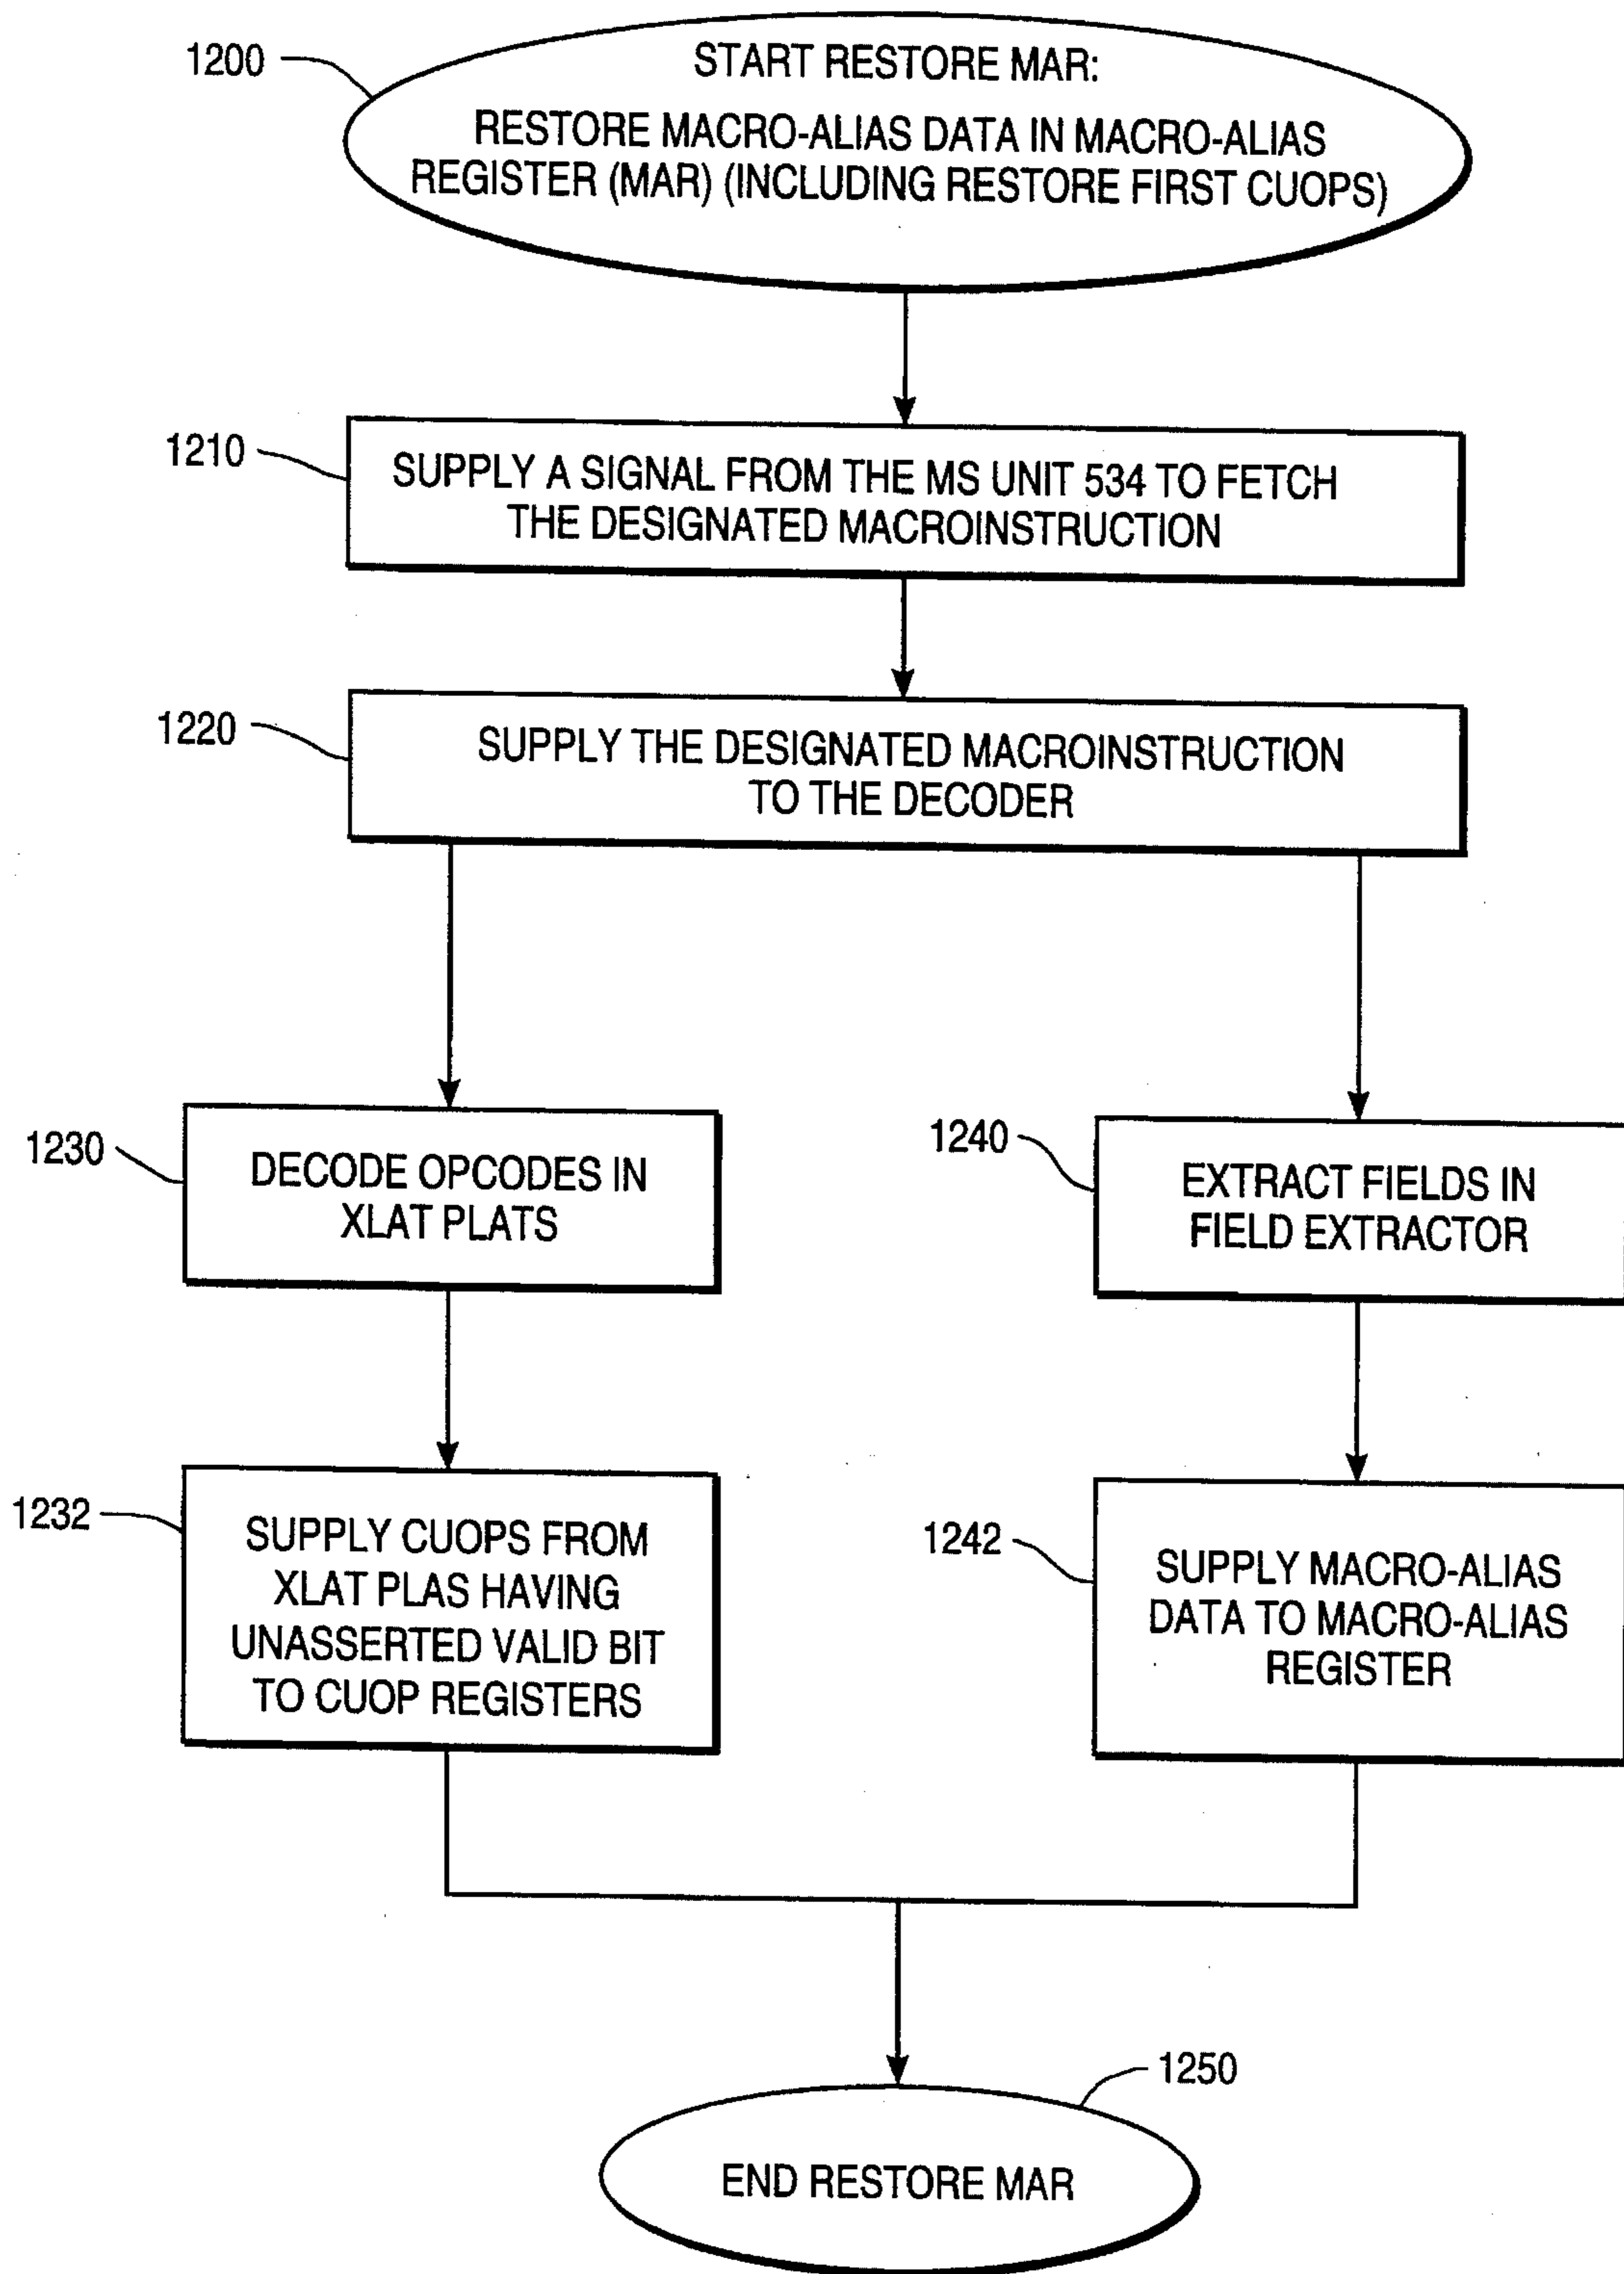 1200
START RESTORE MAR:
RESTORE MACRO-ALIAS DATA IN MACRO-ALIAS
REGISTER (MAR) (INCLUDING RESTORE FIRST CUOPS)
1210
SUPPLY A SIGNAL FROM THE MS UNIT 534 TO FETCH
THE DESIGNATED MACROINSTRUCTION
1220
SUPPLY THE DESIGNATED MACROINSTRUCTION
TO THE DECODER
1230
DECODE OPCODES IN
XLAT PLATS
1240
EXTRACT FIELDS IN
FIELD EXTRACTOR
1232
SUPPLY CUOPS FROM
XLAT PLAS HAVING
UNASSERTED VALID BIT
TO CUOP REGISTERS
1242
SUPPLY MACRO-ALIAS
DATA TO MACRO-ALIAS
REGISTER
1250
END RESTORE MAR